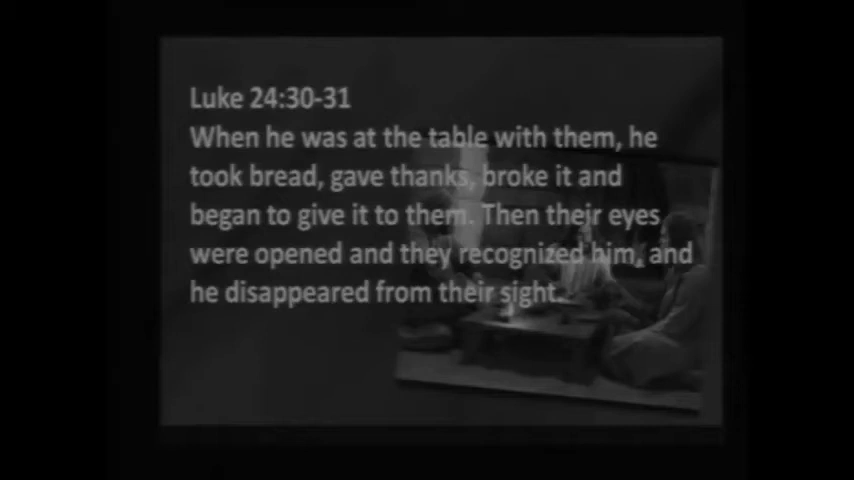 Luke 24:30-31
When he was at the table with them, he
took bread, gave thanks, broke it and
began to give it to them. Then their eyes
were opened and they recognized him, and
he disappeared from their sight.